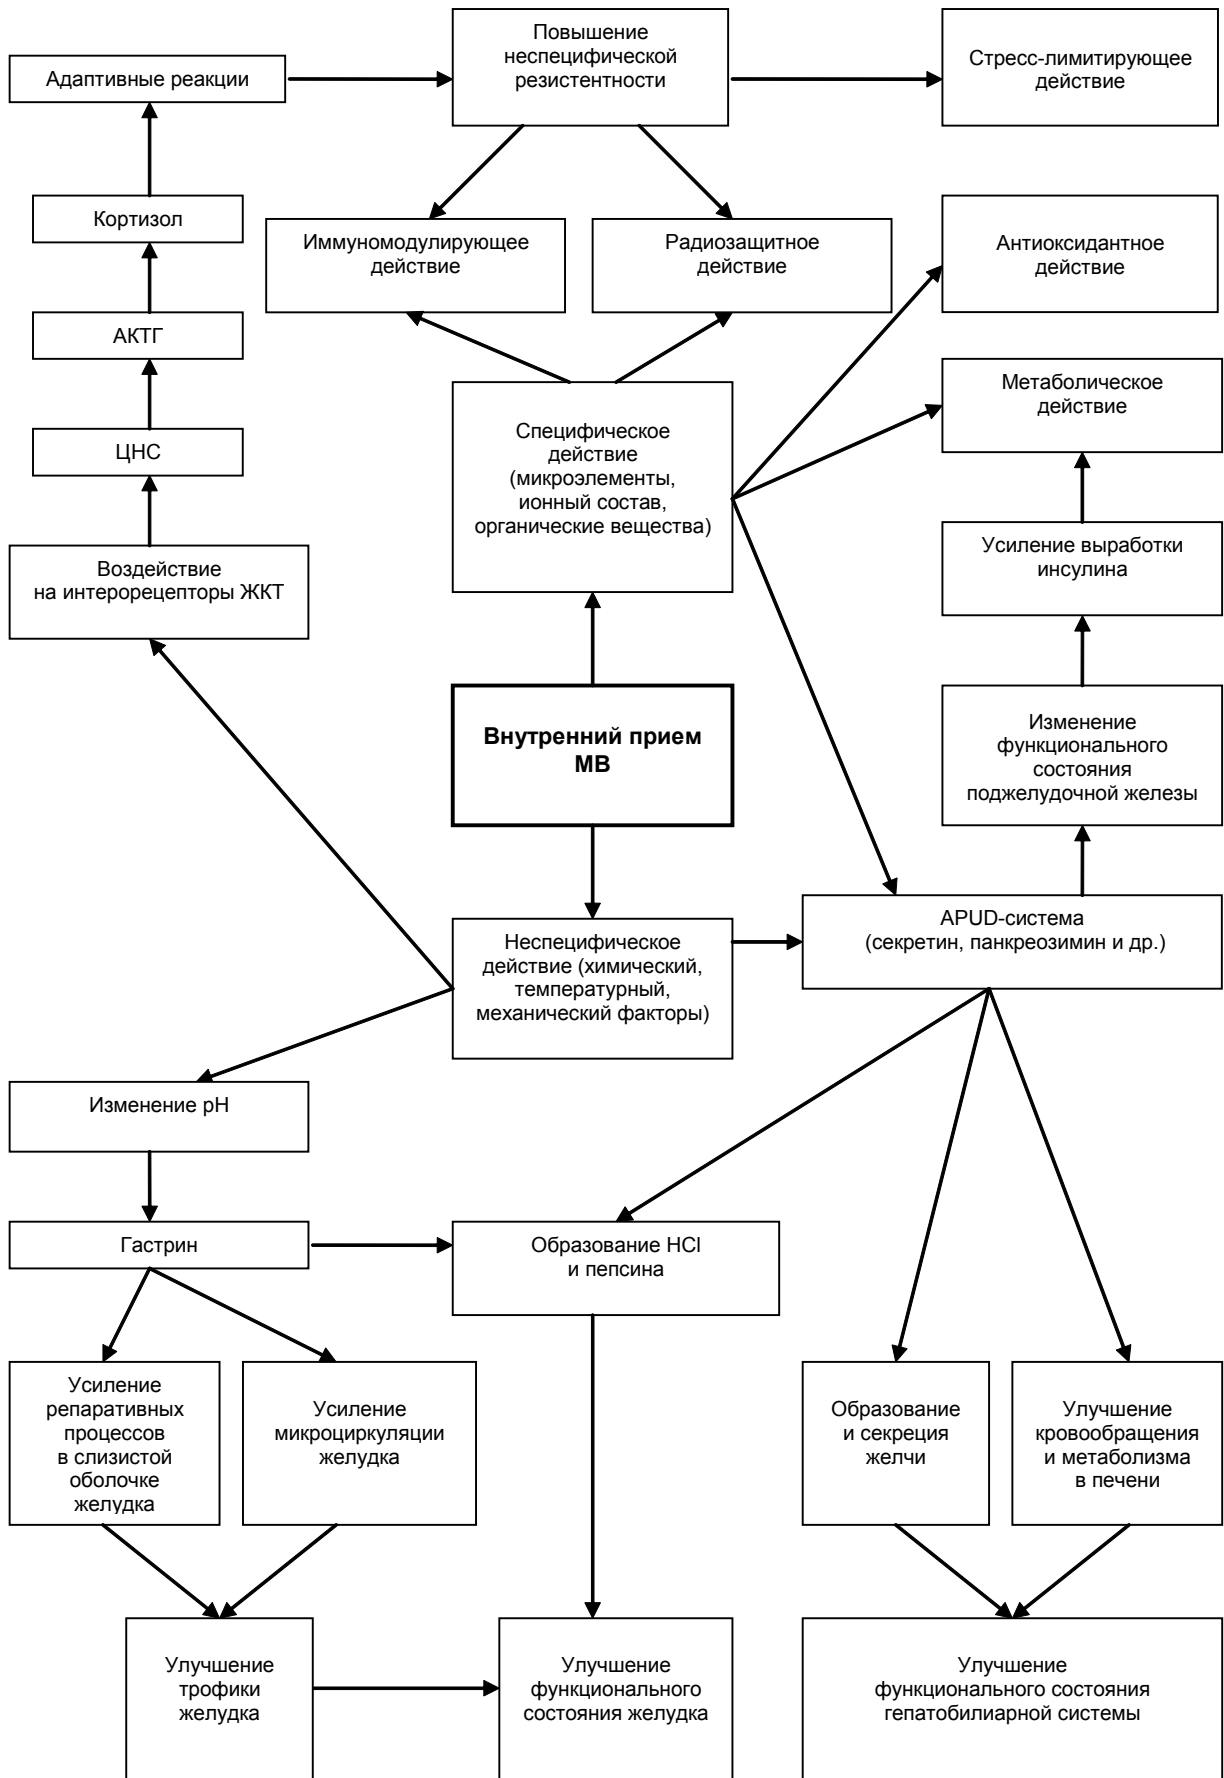 Повышение
неспецифической
резистентности
Стресс-лимитирующее
действие
Адаптивные реакции
Кортизол
Иммуномодулирующее
действие
Радиозащитное
действие
Антиоксидантное
действие
АКТГ
Метаболическое
действие
Специфическое
действие
(микроэлементы,
ионный состав,
органические вещества)
ЦНС
Усиление выработки
инсулина
Воздействие
на интерорецепторы ЖКТ
Внутренний прием
МВ
Изменение
функционального
состояния
поджелудочной железы
APUD-система
(секретин, панкреозимин и др.)
Неспецифическое
действие (химический,
температурный,
механический факторы)
Изменение рН
Гастрин
Образование HCl
и пепсина
Усиление
репаративных
процессов
в слизистой
оболочке
желудка
Усиление
микроциркуляции
желудка
Образование
и секреция
желчи
Улучшение
кровообращения
и метаболизма
в печени
Улучшение
трофики
желудка
Улучшение
функционального
состояния желудка
Улучшение
функционального состояния
гепатобилиарной системы